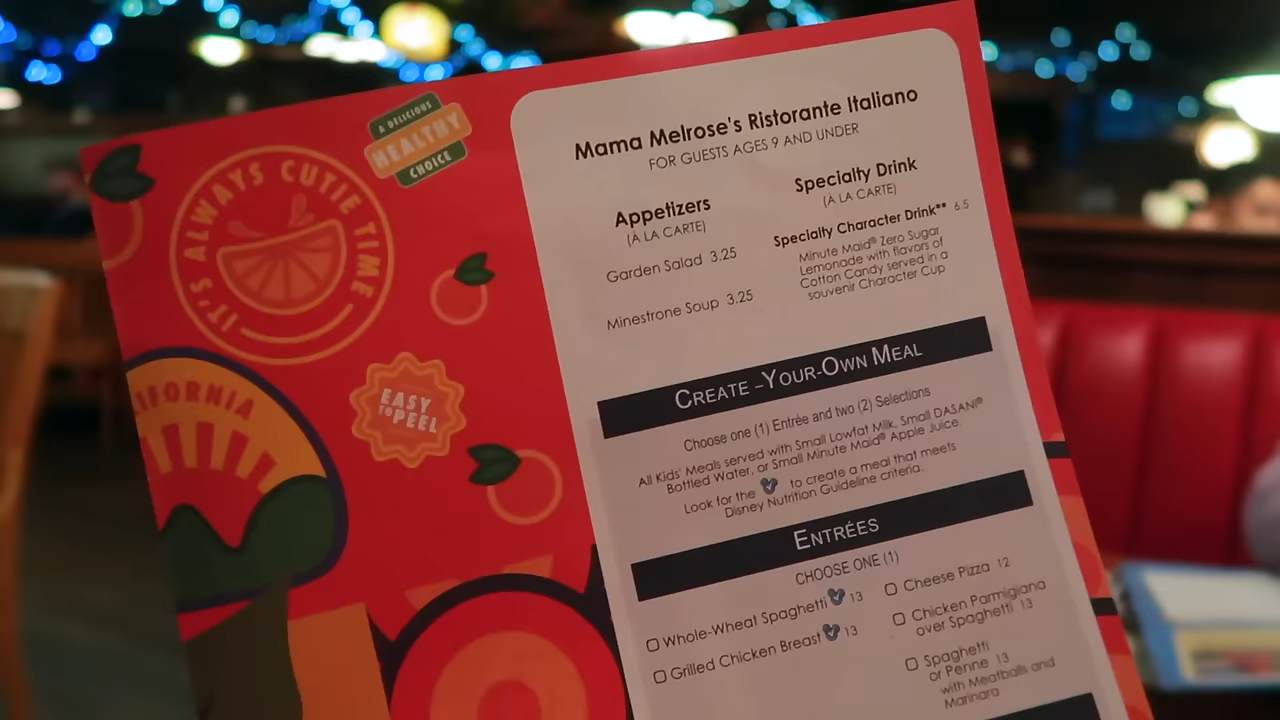 A DELICIOUS
HEALTHY
CHOICE
IT'S ALWAYS CUTIE TIME
IFORNIA
EASY
TO PEEL
Mama Melrose's Ristorante Italiano
FOR GUESTS AGES 9 AND UNDER
Appetizers
(À LA CARTE)
Garden Salad 3.25
Minestrone Soup 3.25
Specialty Drink
(À LA CARTE)
Specialty Character Drink** 6.5
Minute Maid® Zero Sugar
Lemonade with flavors of
Cotton Candy served in a
souvenir Character Cup
CREATE -YOUR-OWN MEAL
Choose one (1) Entrée and two (2) Selections
All Kids' Meals served with Small Lowfat Milk, Small DASANI®
Bottled Water, or Small Minute Maid® Apple Juice.
Look for the to create a meal that meets
Disney Nutrition Guideline criteria.
ENTRÉES
CHOOSE ONE (1)
Whole-Wheat Spaghetti 13
Grilled Chicken Breast 13
Cheese Pizza 12
Chicken Parmigiana
over Spaghetti 13
Spaghetti
or Penne 13
with Meatballs and
Marinara